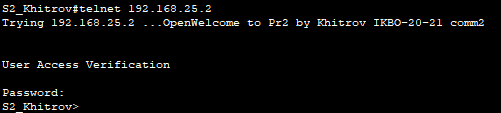 S2_Khitrov#telnet 192.168.25.2
Trying 192.168.25.2 ...OpenWelcome to Pr2 by Khitrov IKBO-20-21 comm2
User Access Verification
Password:
S2_Khitrov>